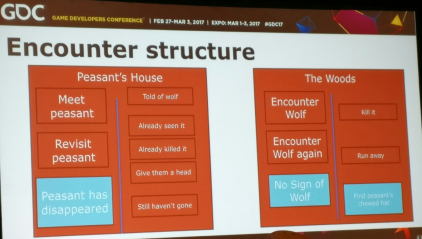 GDC
GAME DEVELOPERS CONFERENCE | FEB 27-MAR 3, 2017 | EXPO: MAR 1-3, 2017 #GDC17
Encounter structure
Peasant's House
Meet
peasant
Revisit
peasant
Peasant has
disappeared
Told of wolf
Already seen it
Already killed it
Give them a head
Still haven't gone
The Woods
Encounter
Wolf
Encounter
Wolf again
No Sign of
Wolf
Kill it
Run away
Find peasant's
chewed hat